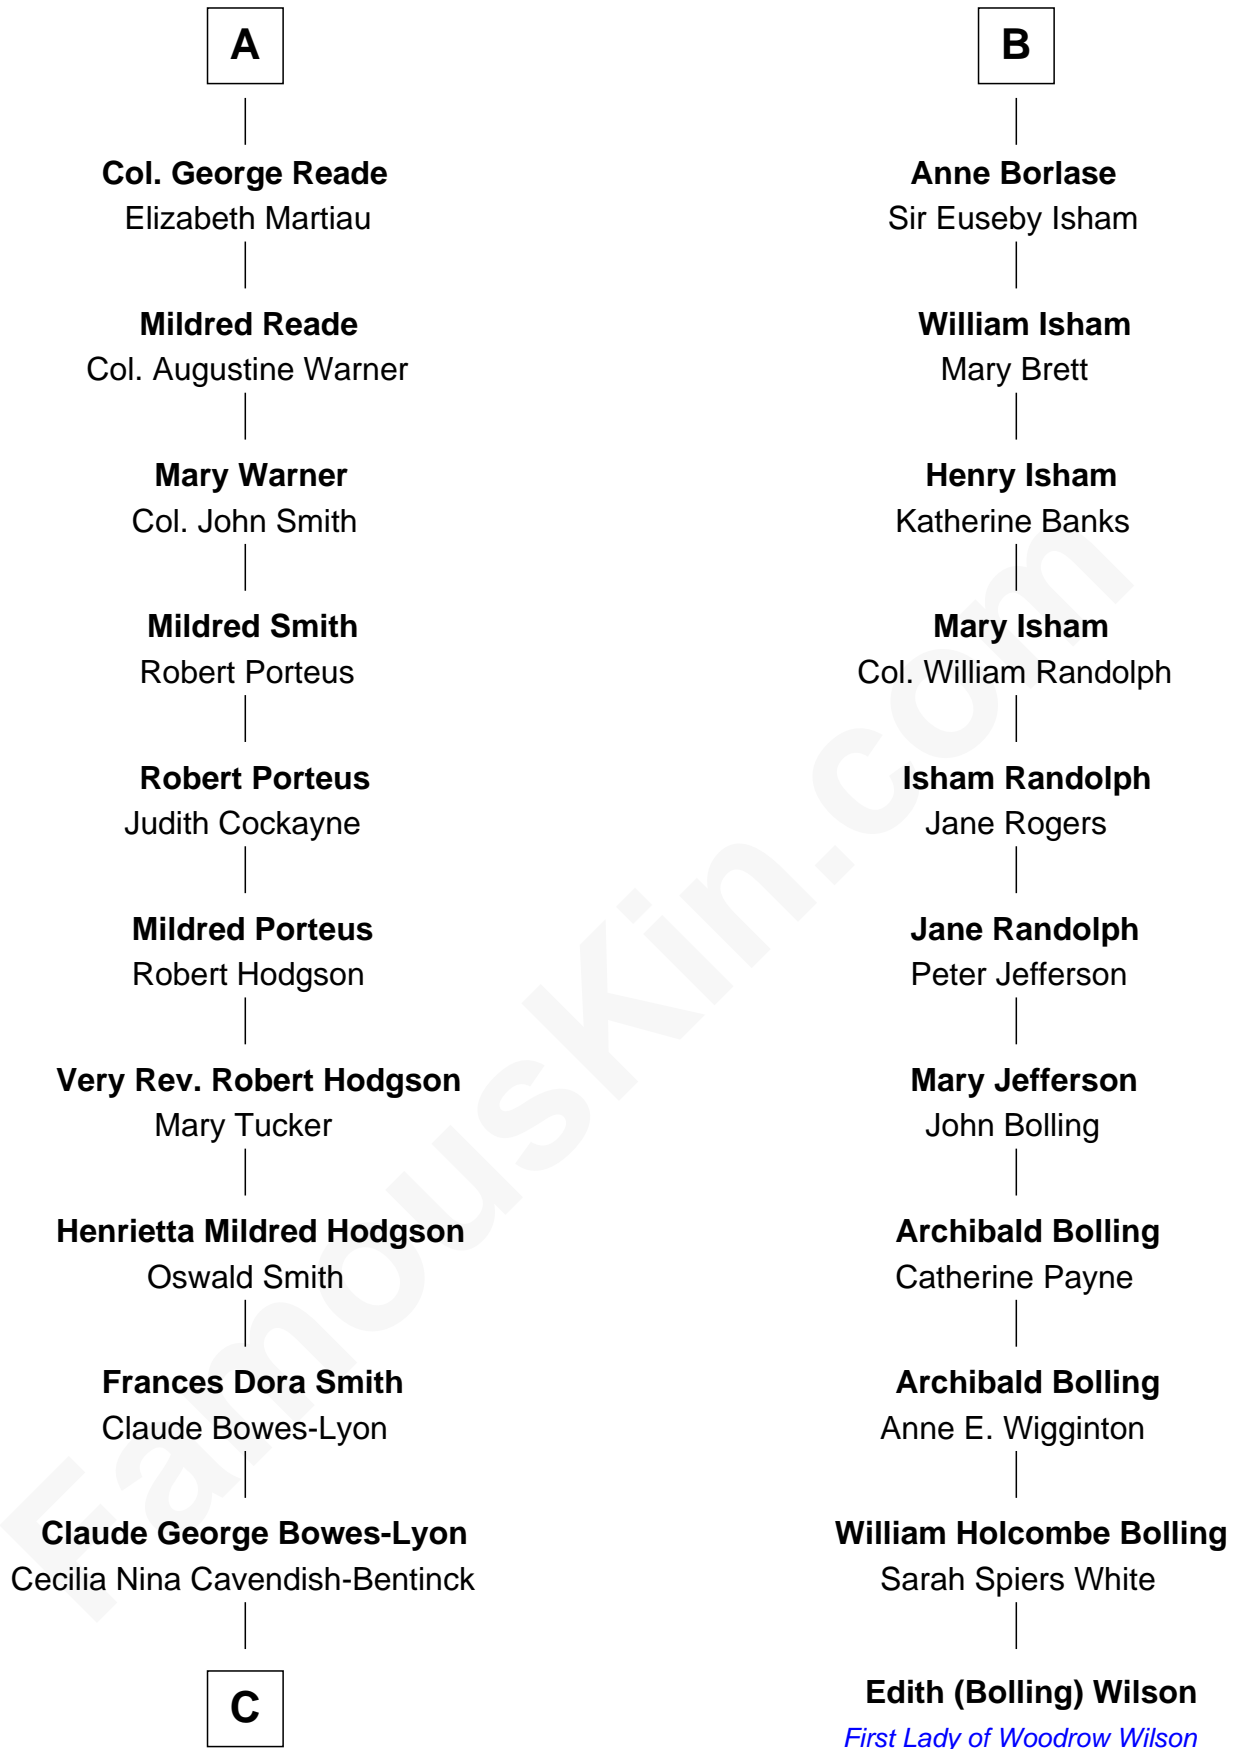 A
Col. George Reade
Elizabeth Martiau
Mildred Reade
Col. Augustine Warner
Mary Warner
Col. John Smith
Mildred Smith
Robert Porteus
Robert Porteus
Judith Cockayne
Mildred Porteus
Robert Hodgson
Very Rev. Robert Hodgson
Mary Tucker
Henrietta Mildred Hodgson
Oswald Smith
Frances Dora Smith
Claude Bowes-Lyon
Claude George Bowes-Lyon
Cecilia Nina Cavendish-Bentinck
C
B
Anne Borlase
Sir Euseby Isham
William Isham
Mary Brett
Henry Isham
Katherine Banks
Mary Isham
Col. William Randolph
Isham Randolph
Jane Rogers
Jane Randolph
Peter Jefferson
Mary Jefferson
John Bolling
Archibald Bolling
Catherine Payne
Archibald Bolling
Anne E. Wigginton
William Holcombe Bolling
Sarah Spiers White
Edith (Bolling) Wilson
First Lady of Woodrow Wilson
FamousKin.com